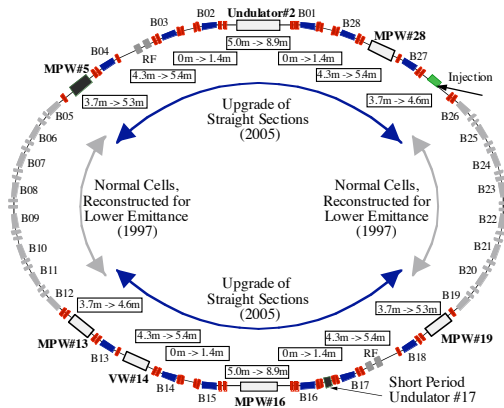 Undulator#2
B03
B02
B01
B28
B04
RF
MPW#28
B27
5.0m -> 8.9m
0m -> 1.4m
0m -> 1.4m
4.3m -> 5.4m
4.3m -> 5.4m
MPW#5
Injection
3.7m -> 5.3m
3.7m -> 4.6m
B05
B26
Upgrade of
Straight Sections
(2005)
B06
B25
B07
B24
B08
B23
B09
B22
B10
B21
B11
B20
B12
B19
Normal Cells,
Reconstructed for
Lower Emittance
(1997)
Normal Cells,
Reconstructed for
Lower Emittance
(1997)
Upgrade of
Straight Sections
(2005)
3.7m -> 4.6m
3.7m -> 5.3m
MPW#13
MPW#19
B13
B18
4.3m -> 5.4m
4.3m -> 5.4m
0m -> 1.4m
0m -> 1.4m
RF
VW#14
5.0m -> 8.9m
B14
B15
MPW#16
B16
B17
Short Period
Undulator #17